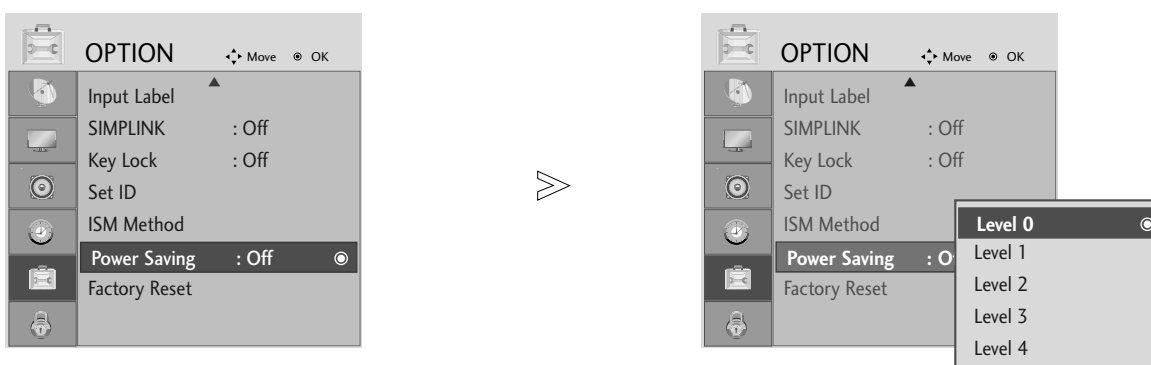 OPTION Move OK
Input Label
SIMPLINK : Off
Key Lock : Off
Set ID
ISM Method
Power Saving : Off
Factory Reset
OPTION Move OK
Input Label
SIMPLINK : Off
Key Lock : Off
Set ID
ISM Method
Power Saving : O
Factory Reset
Level 0
Level 1
Level 2
Level 3
Level 4